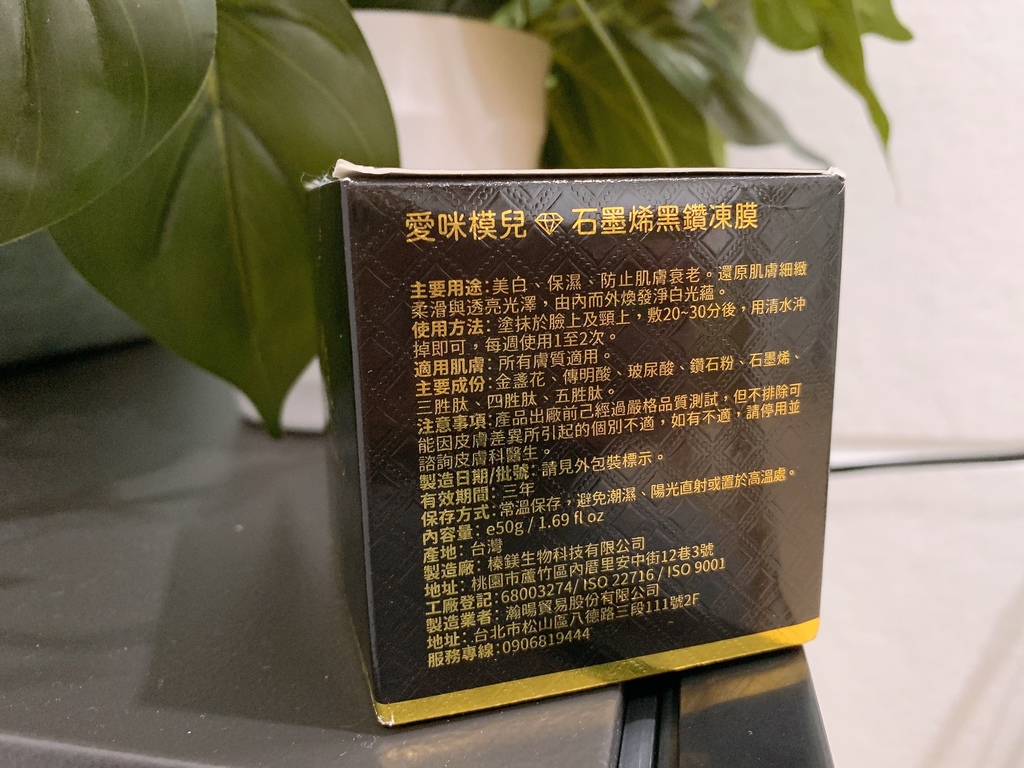 愛咪模兒 石墨烯黑鑽凍膜
主要用途：美白、保濕、防止肌膚衰老。還原肌膚細緻
柔滑與透亮光澤，由內而外煥發淨白光蘊。
使用方法：塗抹於臉上及頸上，敷20~30分後，用清水沖
掉即可，每週使用1至2次。
適用肌膚：所有膚質適用。
主要成份：金盞花、傳明酸、玻尿酸、鑽石粉、石墨烯、
三胜肽、四胜肽、五胜肽。
注意事項：產品出廠前己經過嚴格品質測試，但不排除可
能因皮膚差異所引起的個別不適，如有不適，請停用並
諮詢皮膚科醫生。
製造日期/批號：請見外包裝標示。
有效期間：三年
保存方式：常溫保存，避免潮濕、陽光直射或置於高溫處。
內容量：e50g / 1.69 fl oz
產地：台灣
製造廠：榛鎂生物科技有限公司
地址：桃園市蘆竹區內厝里安中街12巷3號
工廠登記：68003274/ ISO 22716 / ISO 9001
製造業者：瀚暘貿易股份有限公司
地址：台北市松山區八德路三段111號2F
服務專線：0906819444